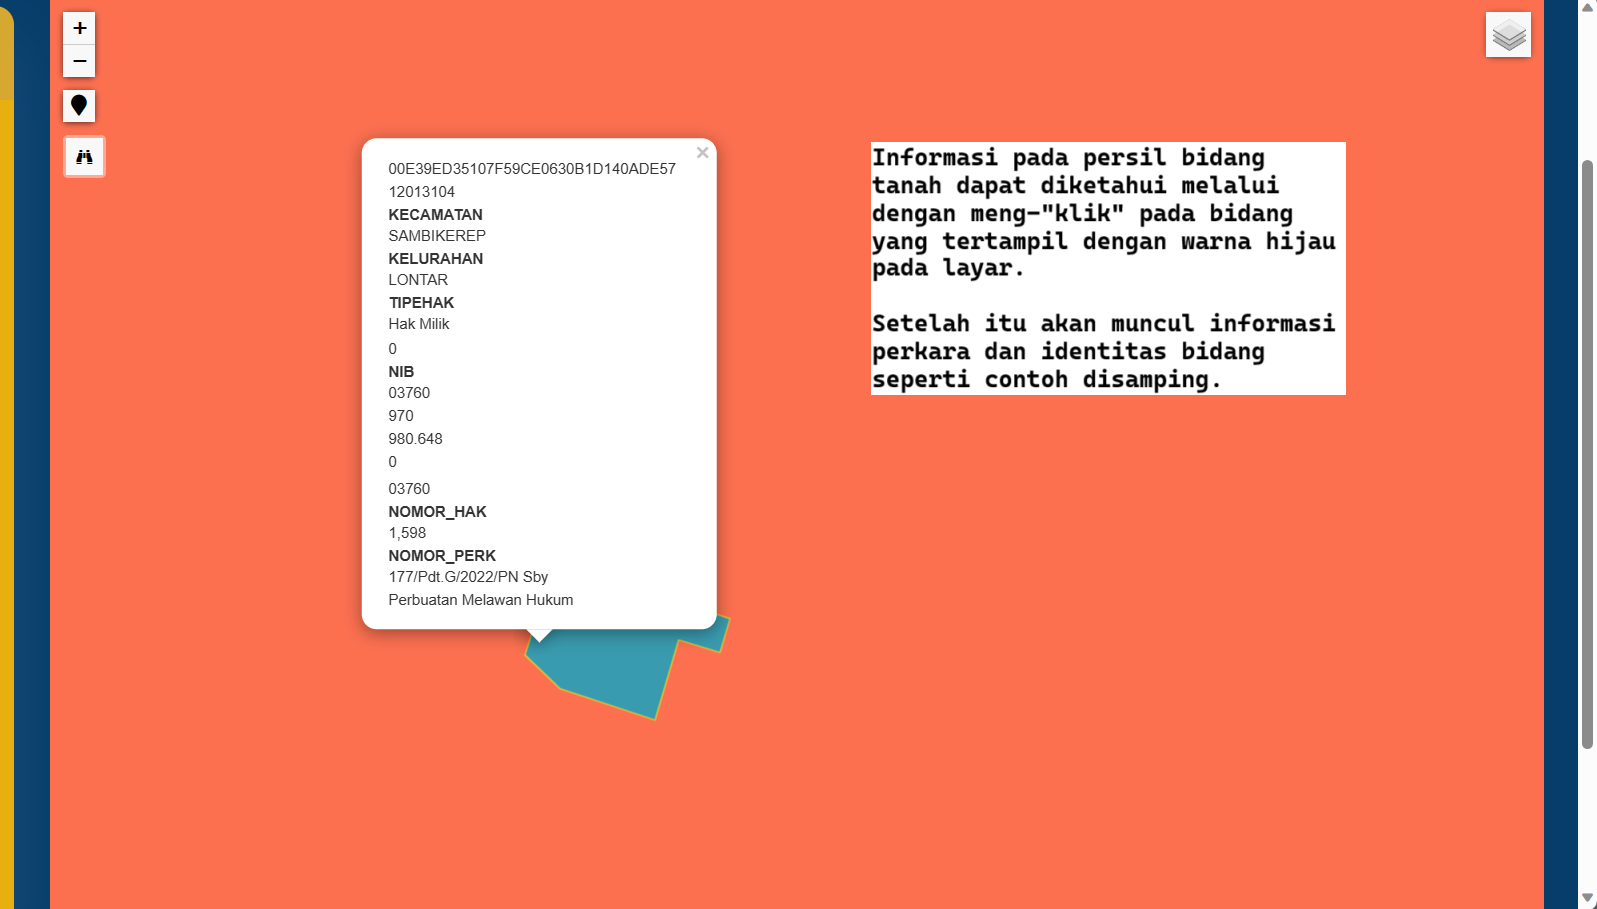 +
−
00E39ED35107F59CE0630B1D140ADE57
12013104
KECAMATAN
SAMBIKEREP
KELURAHAN
LONTAR
TIPEHAK
Hak Milik
0
NIB
03760
970
980.648
0
03760
NOMOR_HAK
1,598
NOMOR_PERK
177/Pdt.G/2022/PN Sby
Perbuatan Melawan Hukum
×
Informasi pada persil bidang
tanah dapat diketahui melalui
dengan meng-"klik" pada bidang
yang tertampil dengan warna hijau
pada layar.
Setelah itu akan muncul informasi
perkara dan identitas bidang
seperti contoh disamping.